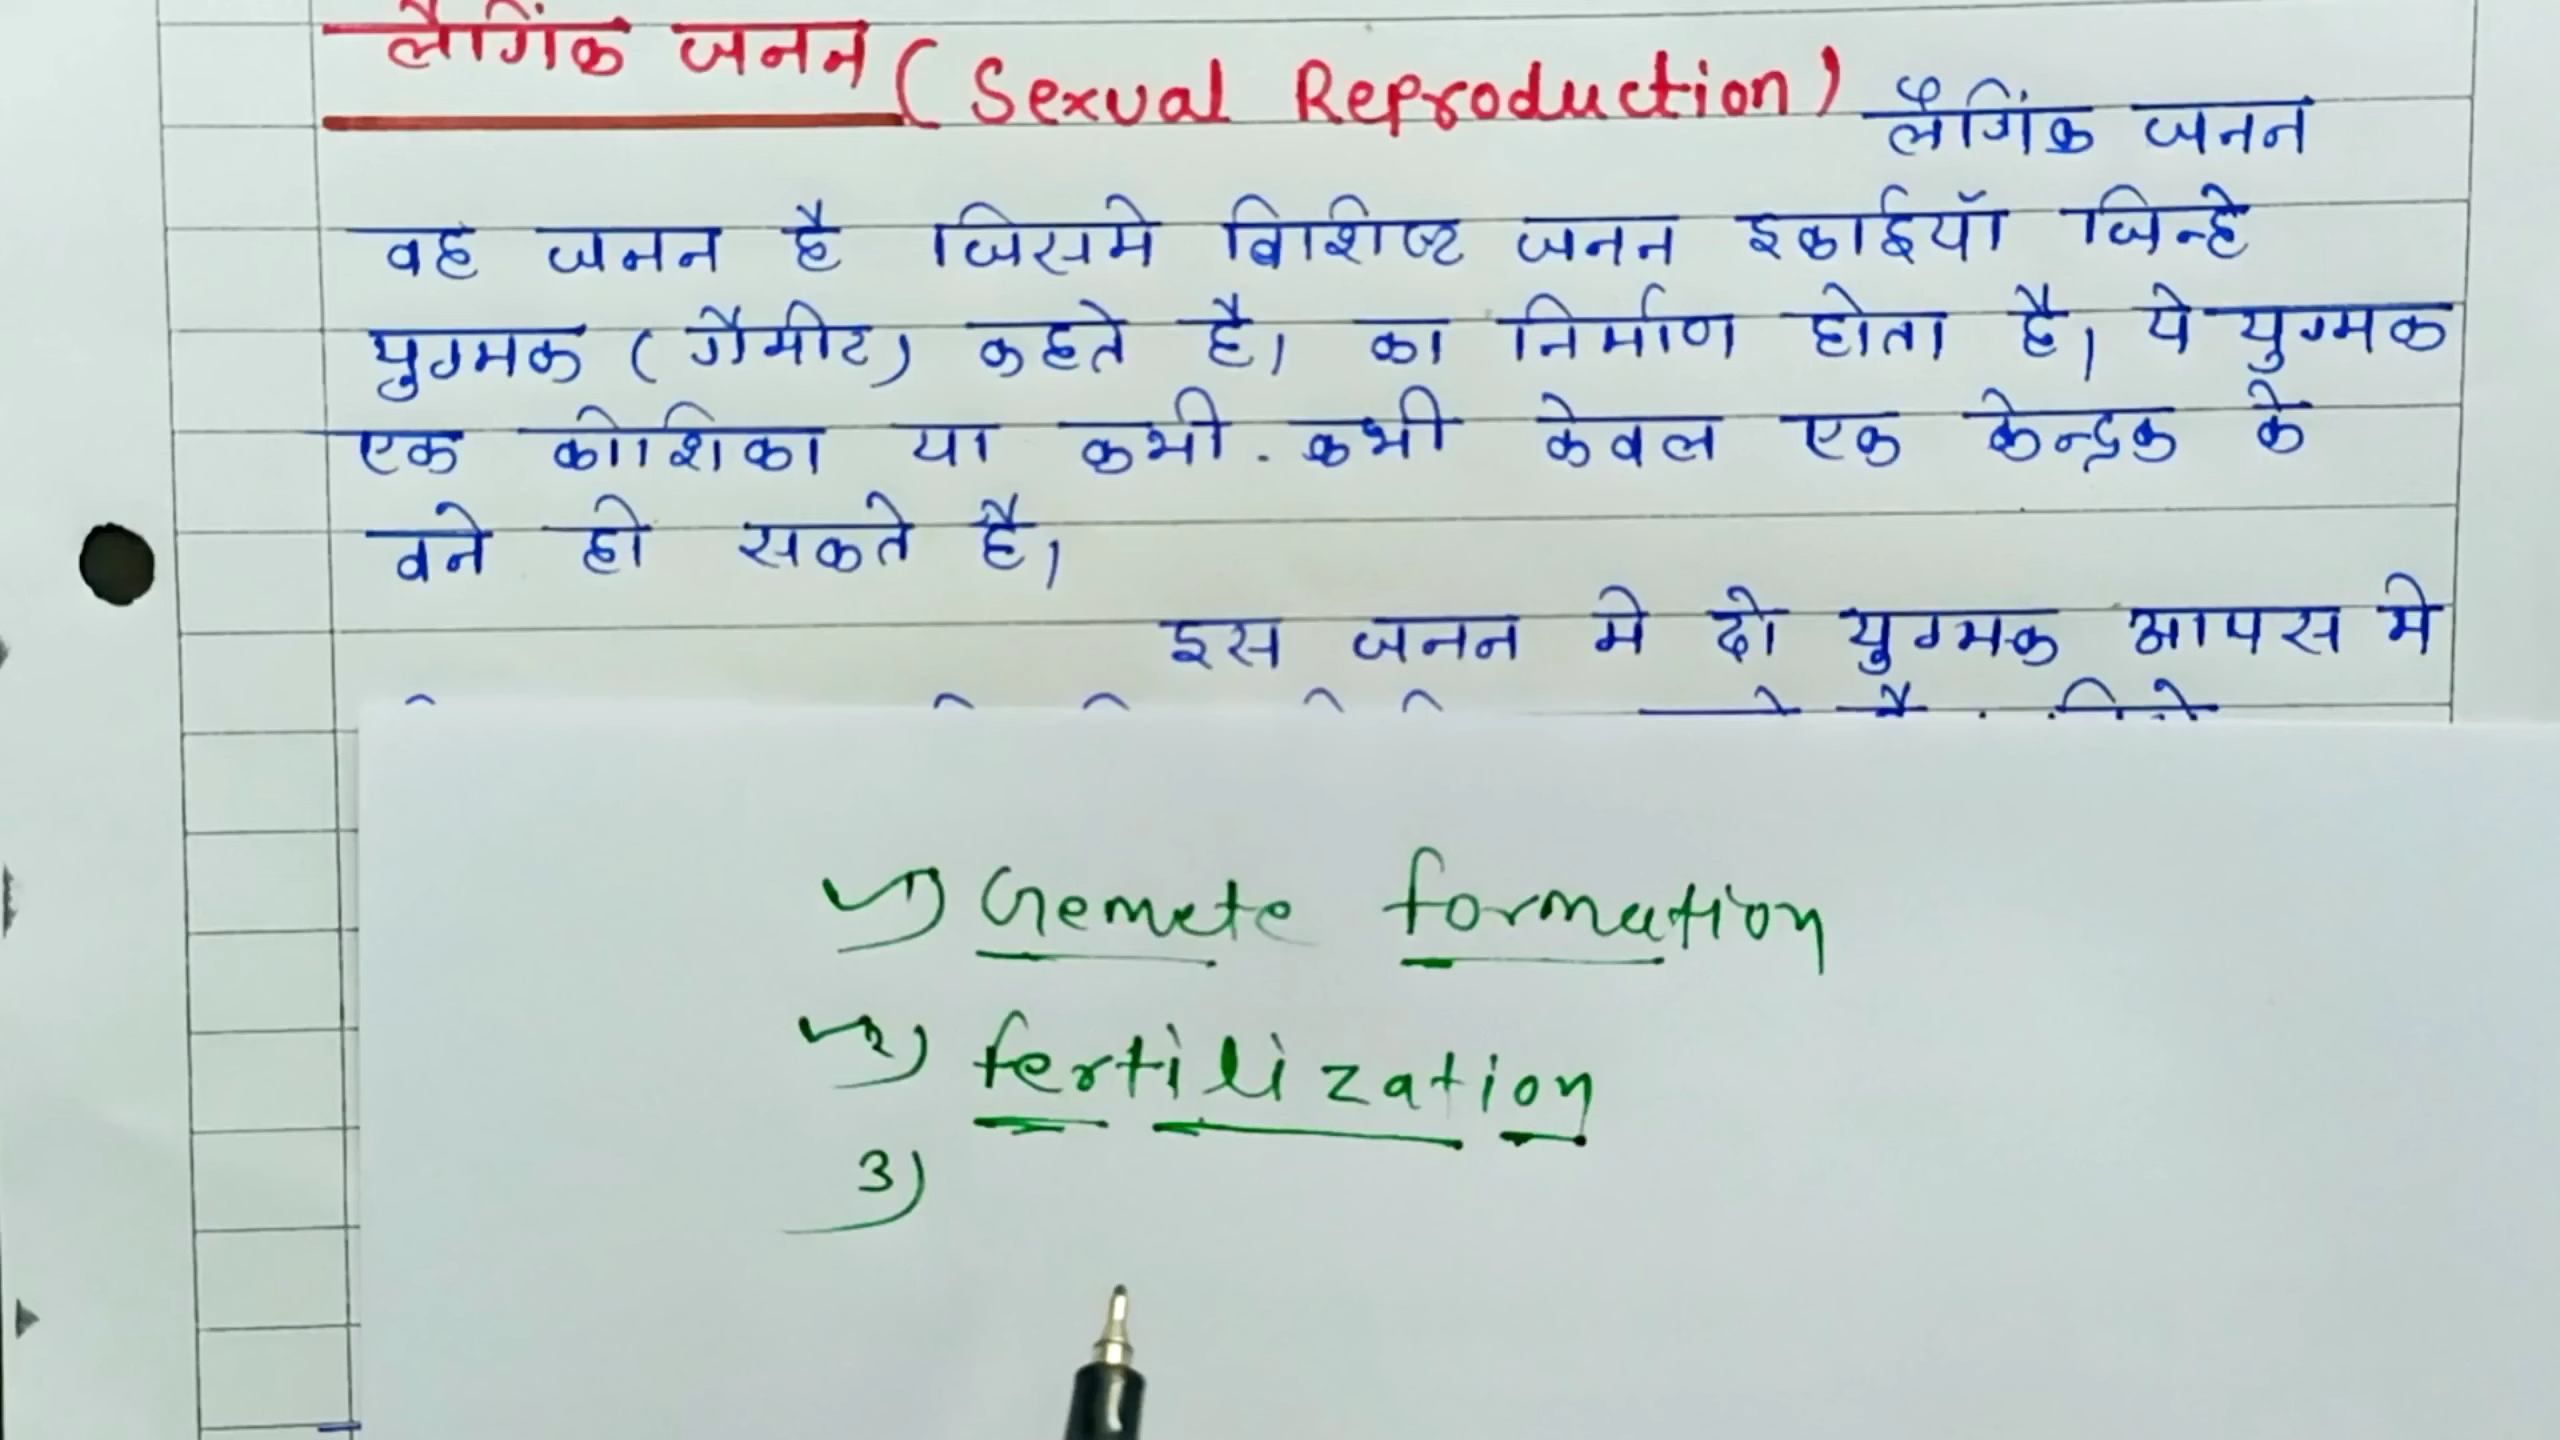 लैगिंक जनन ( Sexual Reproduction )
लैगिंक जनन
वह जनन है जिसमे विशिष्ट जनन इकाईयाँ जिन्हे
युग्मक ( गैमीट ) कहते है। का निर्माण होता है। ये युग्मक
एक कोशिका या कभी - कभी केवल एक केन्द्रक के
वने हो सकते है।
इस जनन मे दो युग्मक आपस मे
1) Gemete formation
2) fertilization
3)